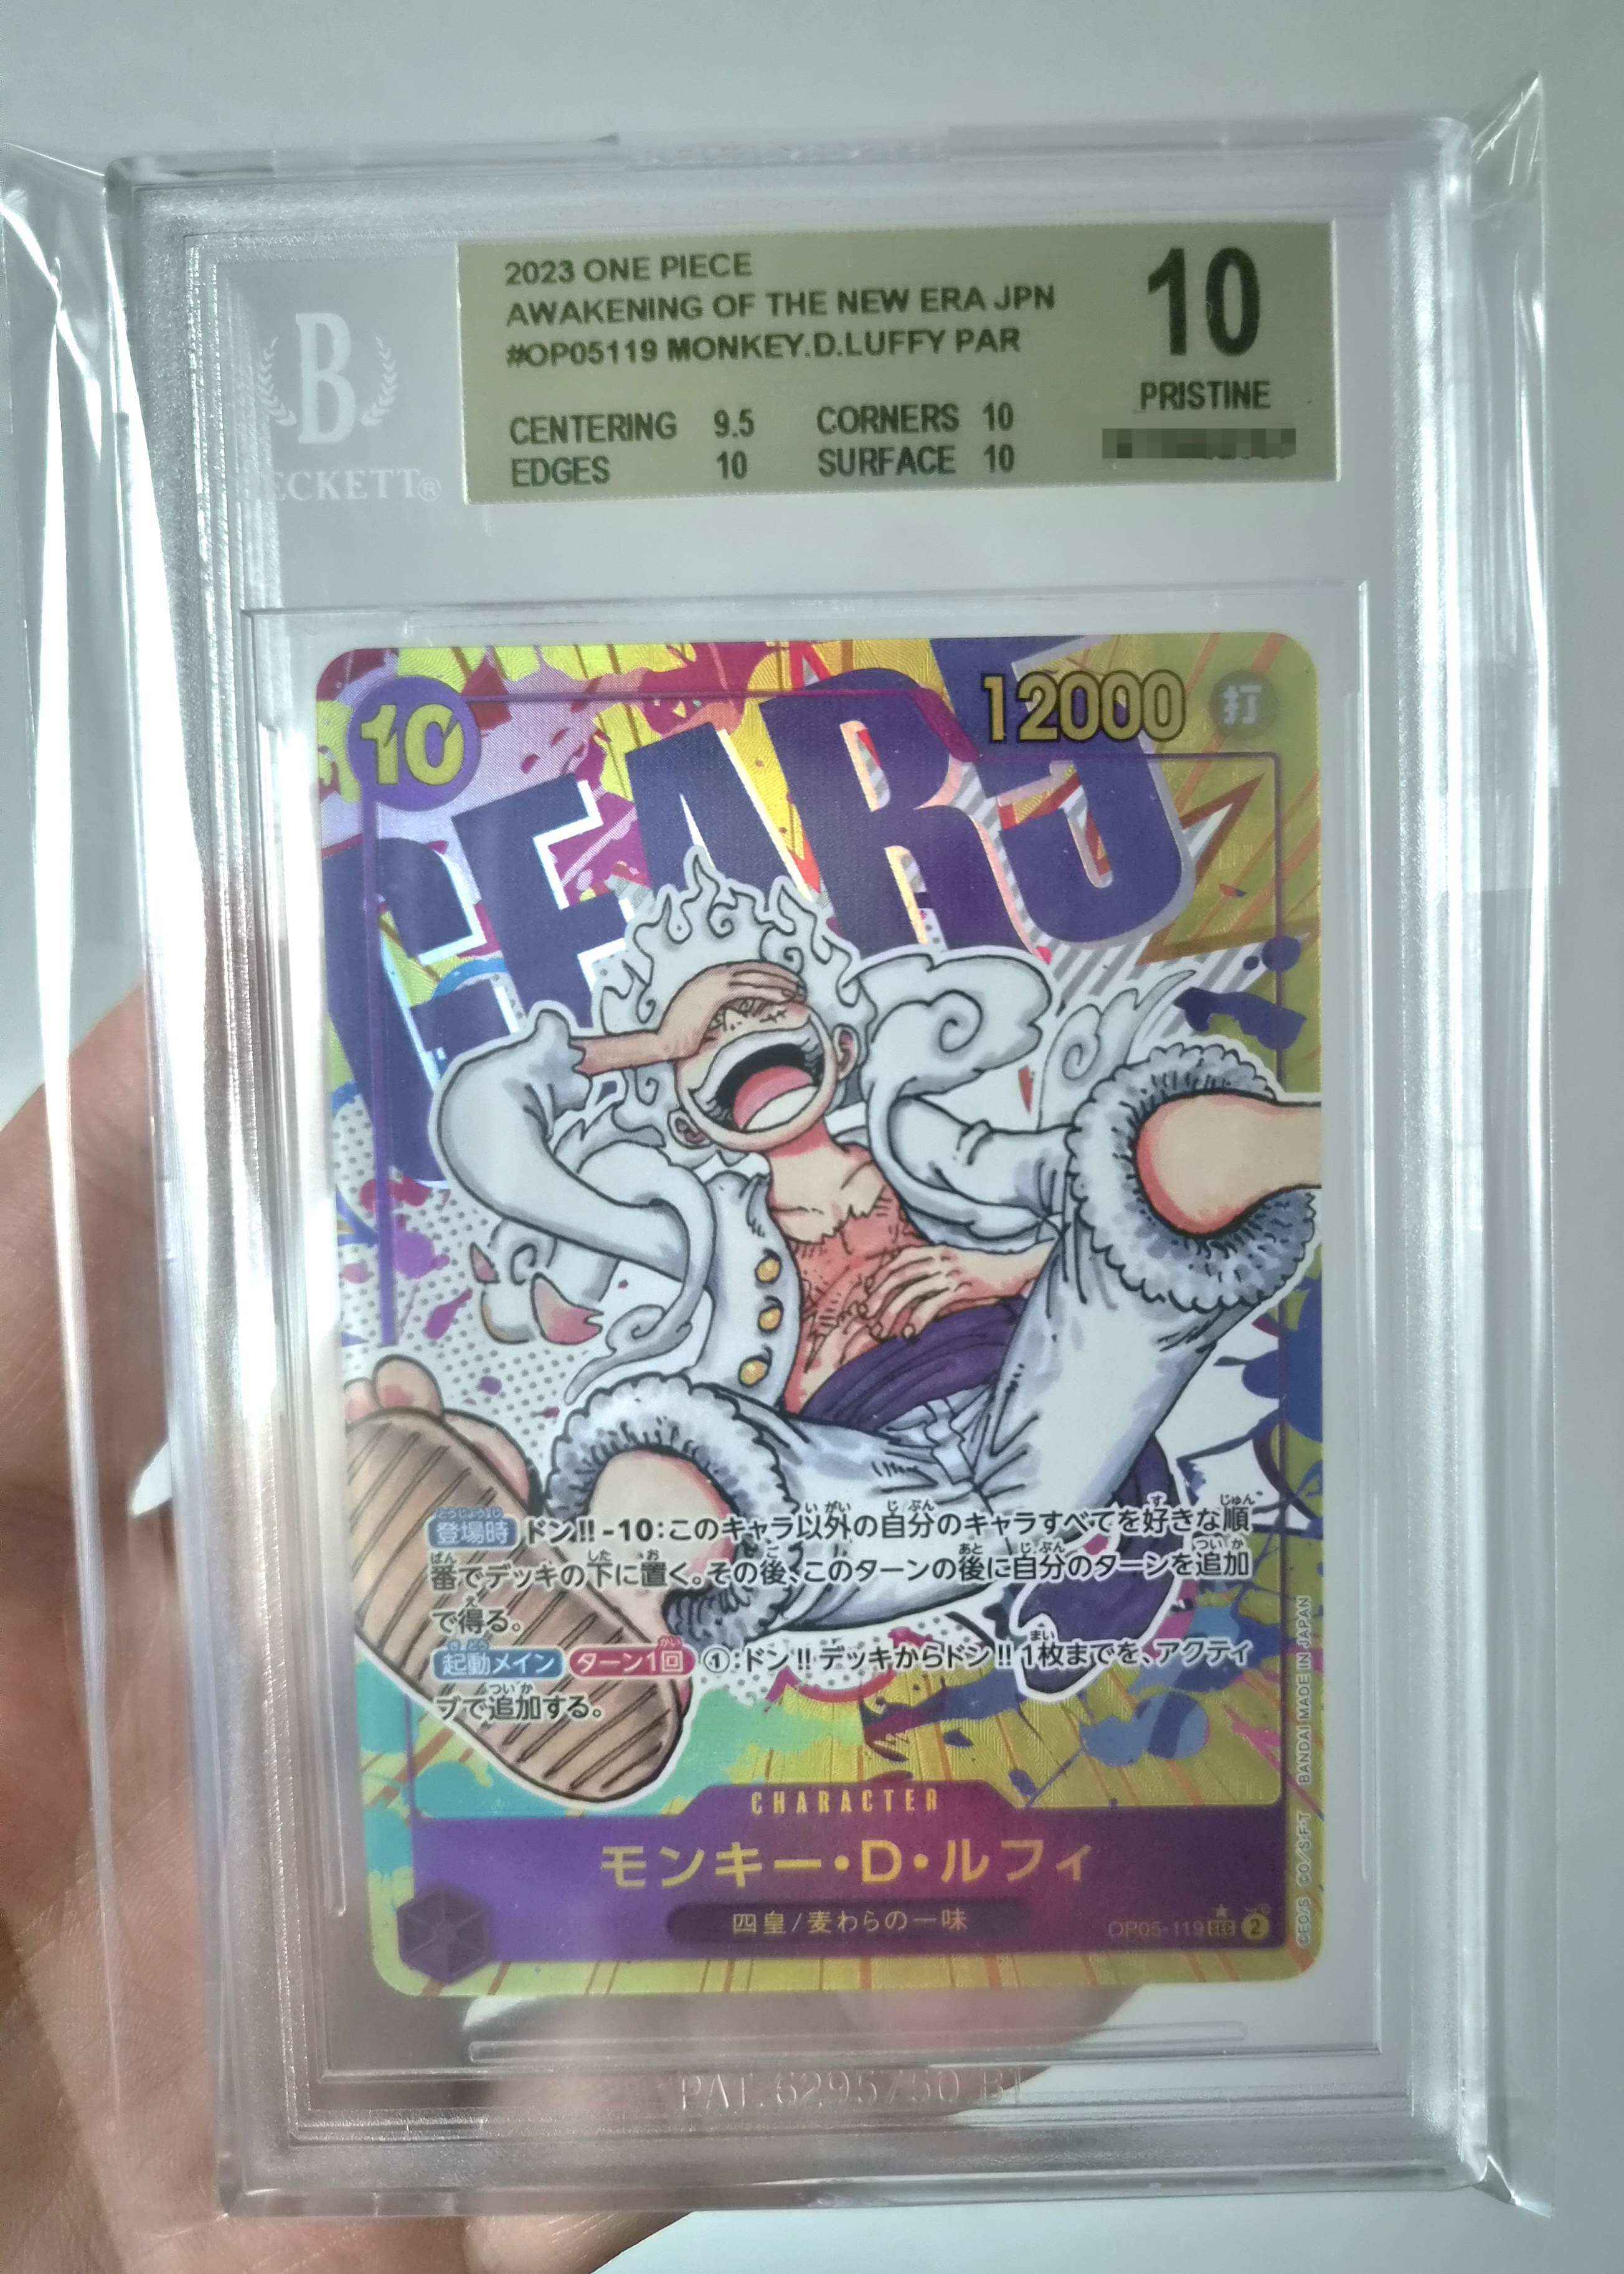 2023 ONE PIECE
AWAKENING OF THE NEW ERA JPN
#OP05119 MONKEY.D.LUFFY PAR
10
PRISTINE
CENTERING 9.5 CORNERS 10
EDGES 10 SURFACE 10
B
BECKETT®
10
12000
打
GEAR5
登場時 ドン!!-10:このキャラ以外の自分のキャラすべてを好きな順
番でデッキの下に置く。その後、このターンの後に自分のターンを追加
で得る。
起動メイン ターン1回 ①:ドン!!デッキからドン!!1枚までを、アクティ
ブで追加する。
CHARACTER
モンキー・D・ルフィ
四皇/麦わらの一味
OP05-119 SEC 2
©E.O/S. C.O/S.F.T BANDAI MADE IN JAPAN
PAT.6295750 B1